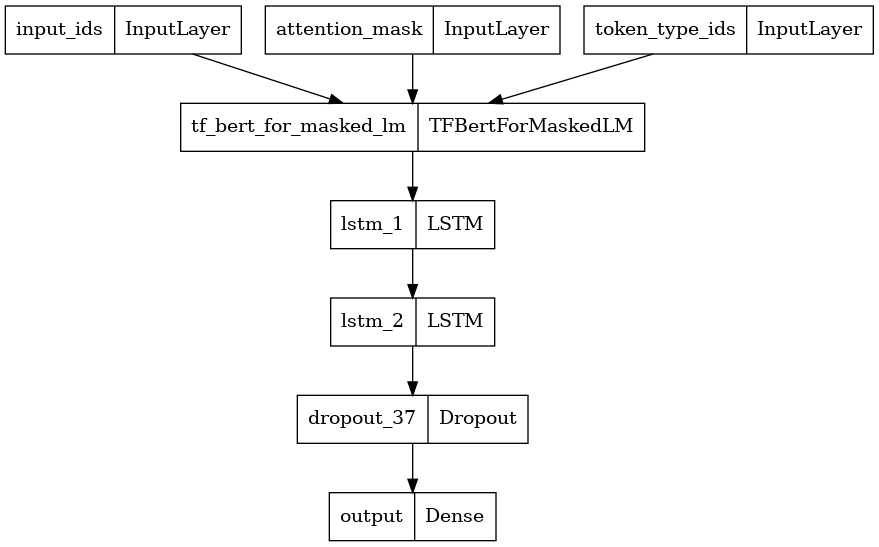 input_ids InputLayer attention_mask InputLayer token_type_ids InputLayer
tf_bert_for_masked_lm TFBertForMaskedLM
lstm_1 LSTM
lstm_2 LSTM
dropout_37 Dropout
output Dense